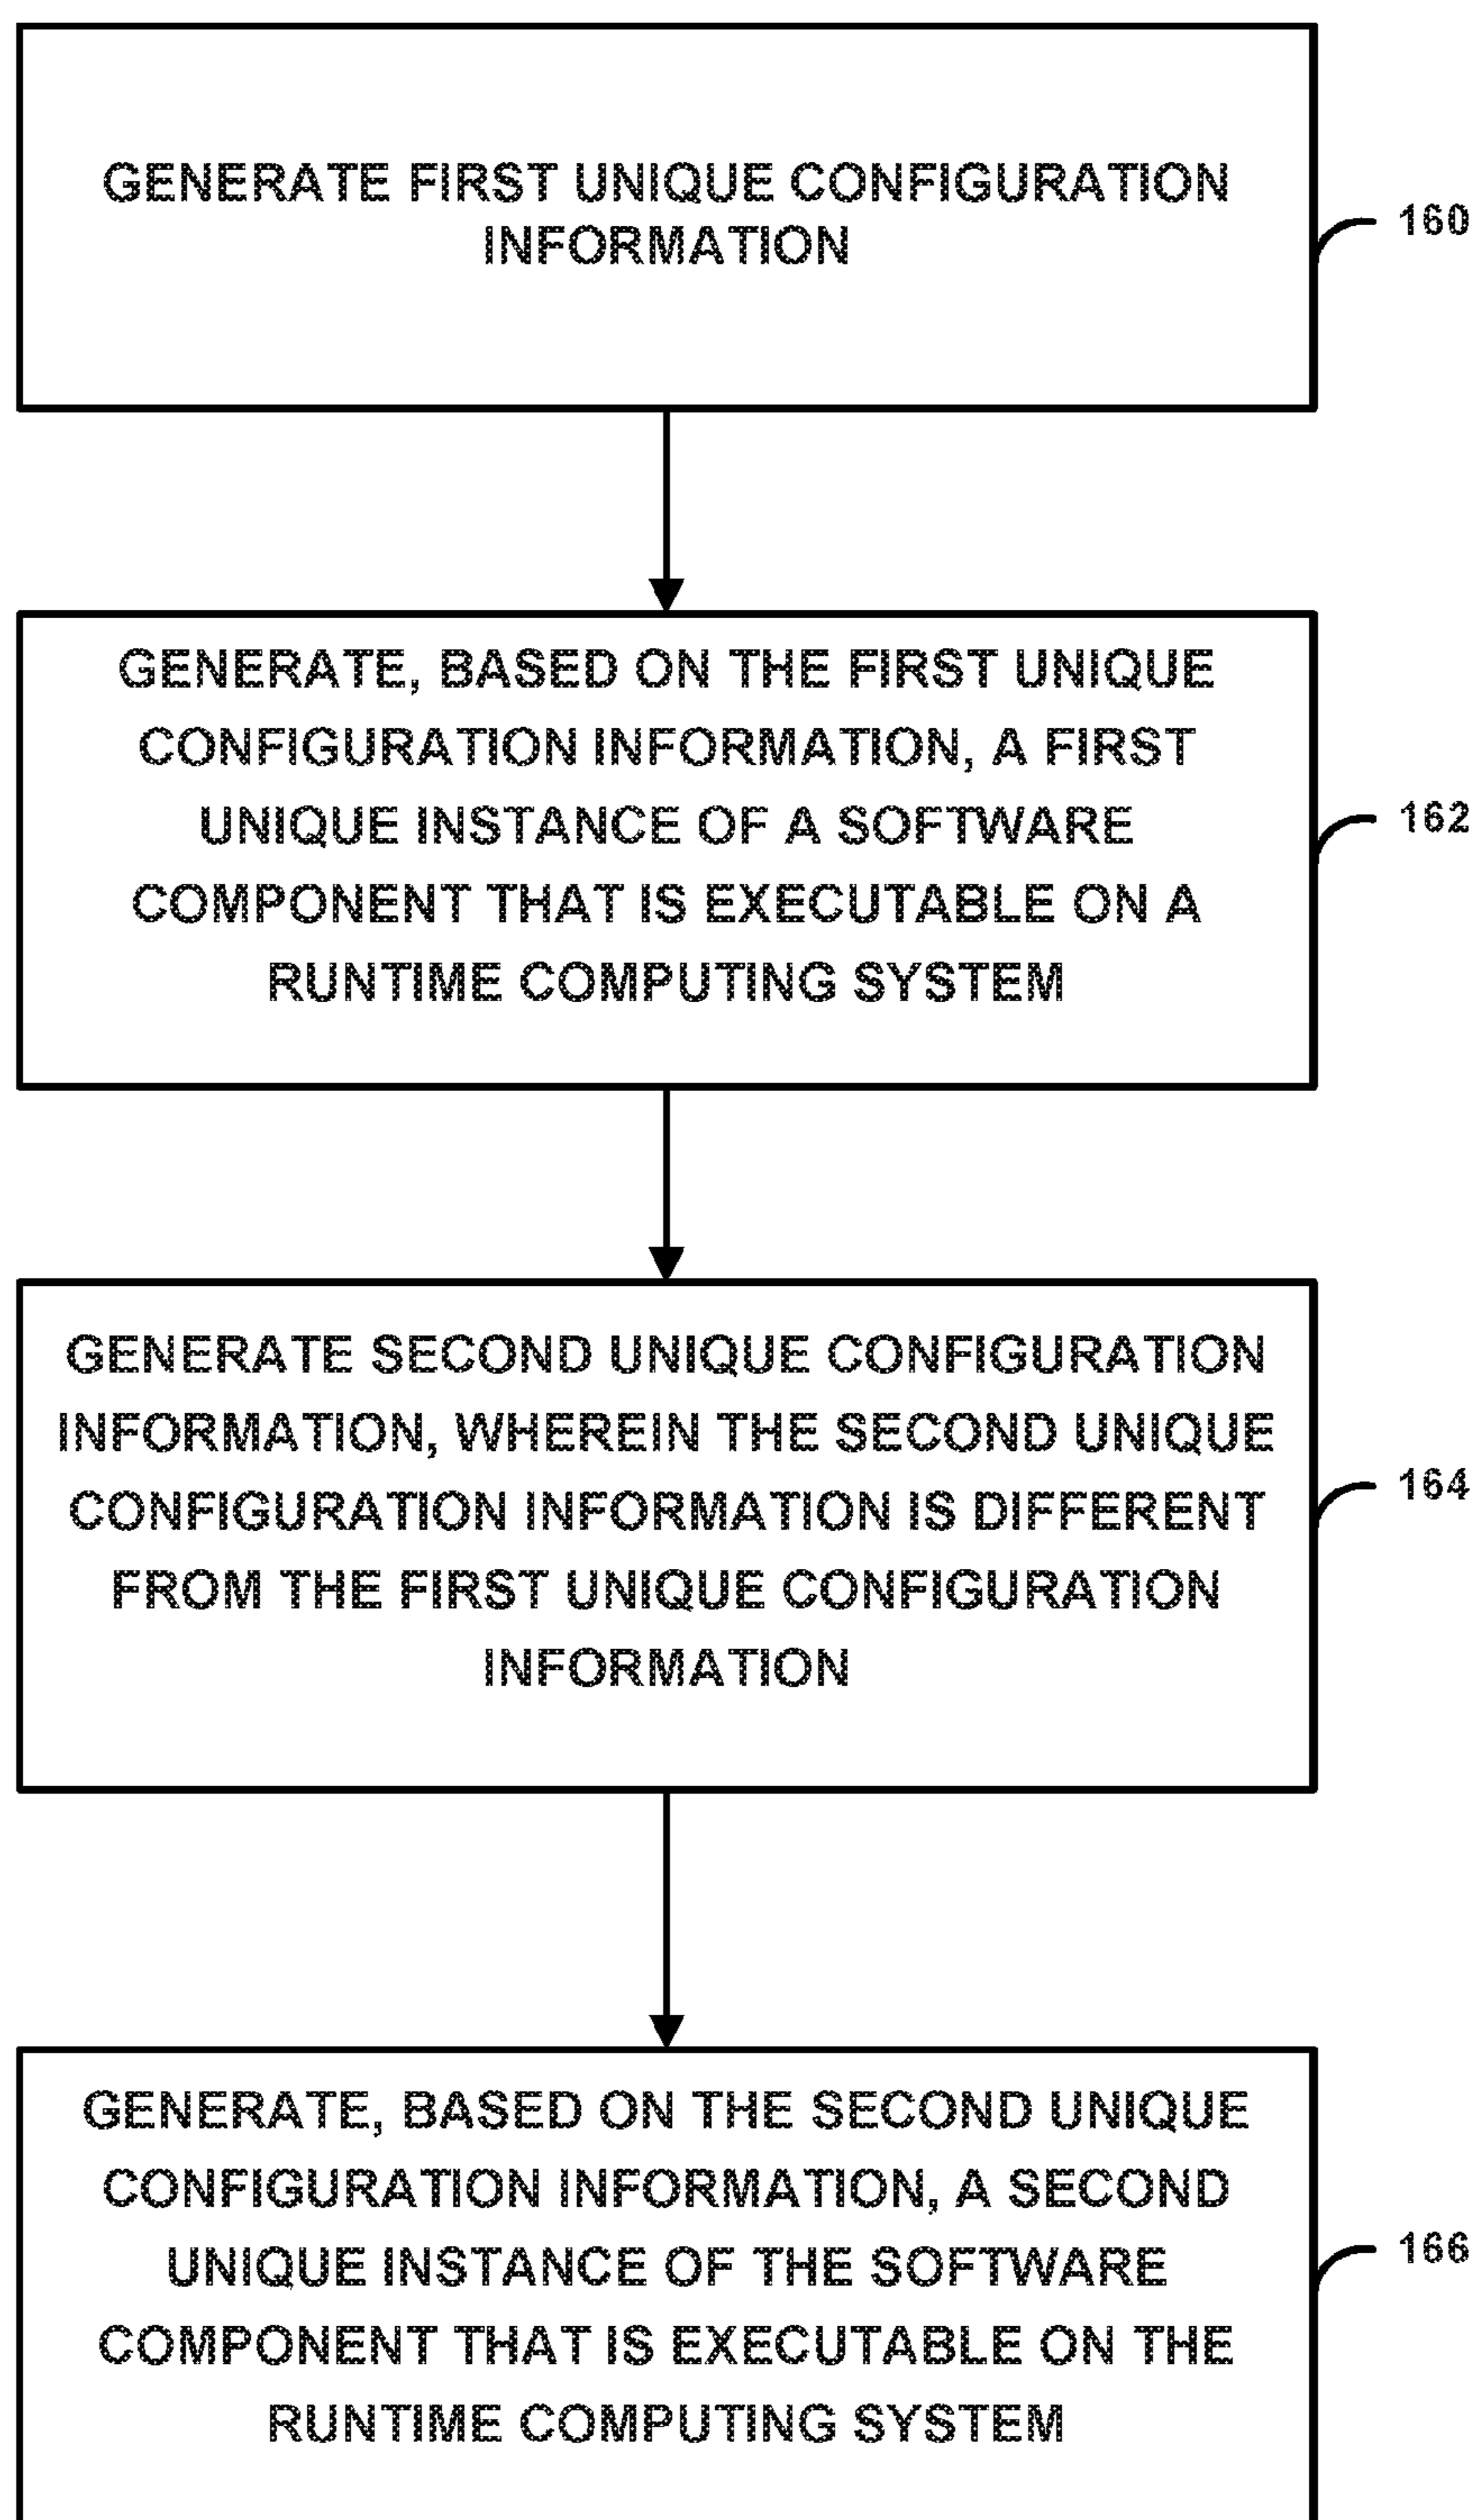 GENERATE FIRST UNIQUE CONFIGURATION
INFORMATION
160
GENERATE, BASED ON THE FIRST UNIQUE
CONFIGURATION INFORMATION, A FIRST
UNIQUE INSTANCE OF A SOFTWARE
COMPONENT THAT IS EXECUTABLE ON A
RUNTIME COMPUTING SYSTEM
162
GENERATE SECOND UNIQUE CONFIGURATION
INFORMATION, WHEREIN THE SECOND UNIQUE
CONFIGURATION INFORMATION IS DIFFERENT
FROM THE FIRST UNIQUE CONFIGURATION
INFORMATION
164
GENERATE, BASED ON THE SECOND UNIQUE
CONFIGURATION INFORMATION, A SECOND
UNIQUE INSTANCE OF THE SOFTWARE
COMPONENT THAT IS EXECUTABLE ON THE
RUNTIME COMPUTING SYSTEM
166